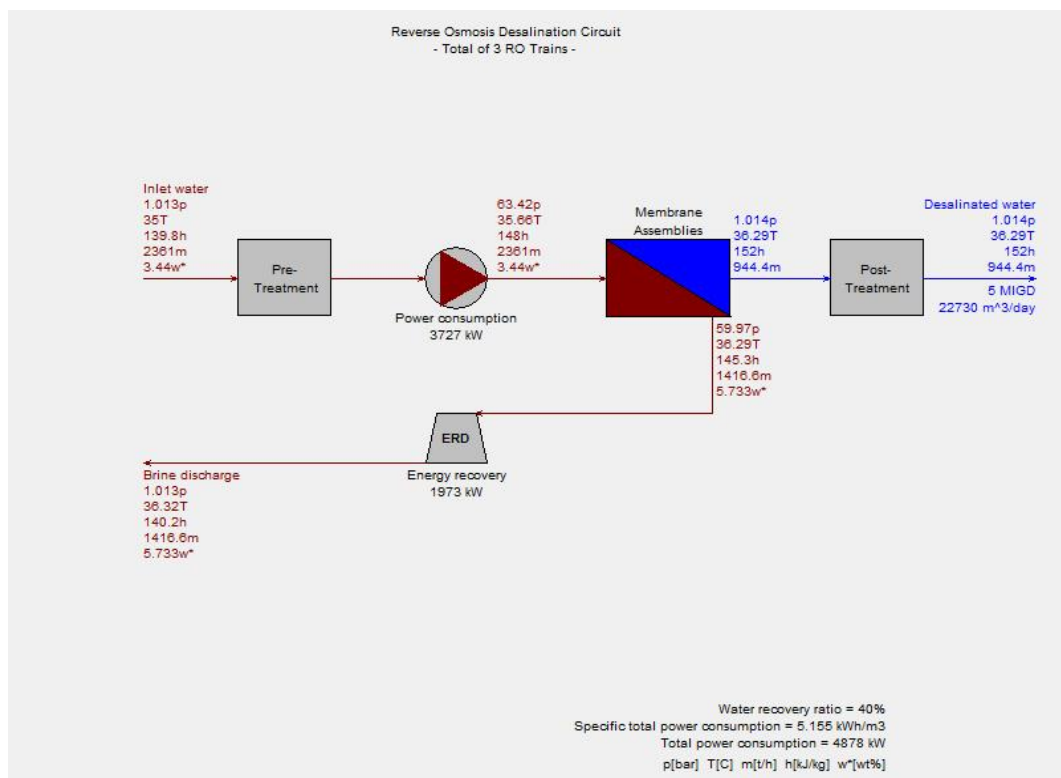 Reverse Osmosis Desalination Circuit
- Total of 3 RO Trains -
Inlet water
1.013p
35T
139.8h
2361m
3.44w*
Pre-
Treatment
63.42p
35.66T
148h
2361m
3.44w*
Power consumption
3727 kW
Membrane
Assemblies
1.014p
36.29T
152h
944.4m
Post-
Treatment
Desalinated water
1.014p
36.29T
152h
944.4m
5 MIGD
22730 m^3/day
59.97p
36.29T
145.3h
1416.6m
5.733w*
ERD
Energy recovery
1973 kW
Brine discharge
1.013p
36.32T
140.2h
1416.6m
5.733w*
Water recovery ratio = 40%
Specific total power consumption = 5.155 kWh/m3
Total power consumption = 4878 kW
p[bar] T[C] m[t/h] h[kJ/kg] w*[wt%]